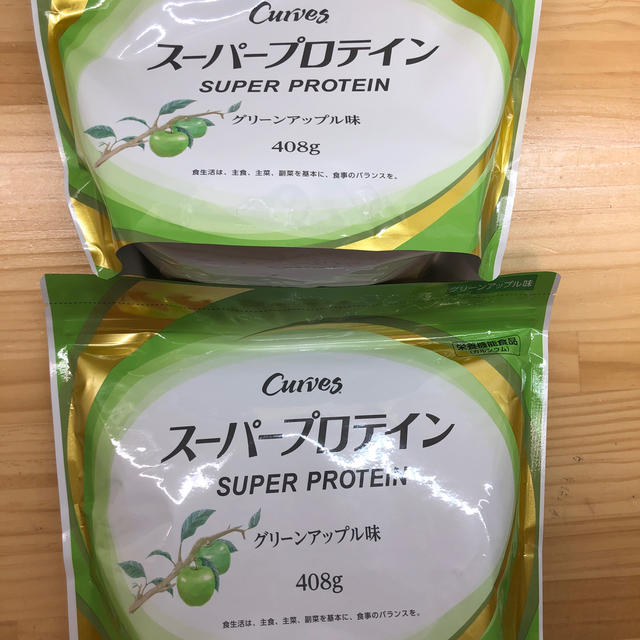 Curves
スーパープロテイン
SUPER PROTEIN
グリーンアップル味
408g
食生活は、主食、主菜、副菜を基本に、食事のバランスを。
グリーンアップル味
栄養機能食品
(カルシウム)
Curves
スーパープロテイン
SUPER PROTEIN
グリーンアップル味
408g
食生活は、主食、主菜、副菜を基本に、食事のバランスを。